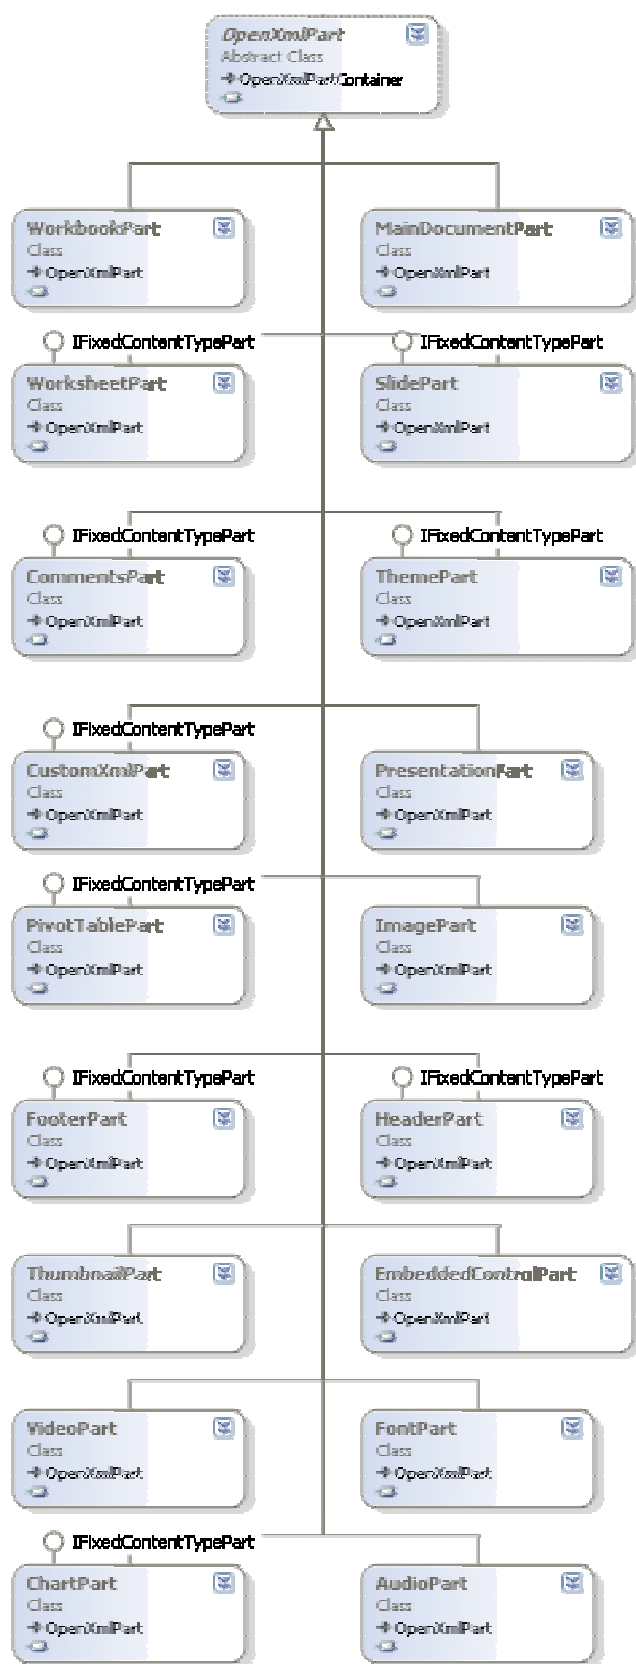 OpenXmlPart
Abstract Class
OpenXmlPartContainer
WorkbookPart
Class
OpenXmlPart
MainDocumentPart
Class
OpenXmlPart
IFixedContentTypePart
WorksheetPart
Class
OpenXmlPart
IFixedContentTypePart
SlidePart
Class
OpenXmlPart
IFixedContentTypePart
CommentsPart
Class
OpenXmlPart
IFixedContentTypePart
ThemePart
Class
OpenXmlPart
IFixedContentTypePart
CustomXmlPart
Class
OpenXmlPart
PresentationPart
Class
OpenXmlPart
IFixedContentTypePart
PivotTablePart
Class
OpenXmlPart
ImagePart
Class
OpenXmlPart
IFixedContentTypePart
FooterPart
Class
OpenXmlPart
IFixedContentTypePart
HeaderPart
Class
OpenXmlPart
ThumbnailPart
Class
OpenXmlPart
EmbeddedControlPart
Class
OpenXmlPart
VideoPart
Class
OpenXmlPart
FontPart
Class
OpenXmlPart
IFixedContentTypePart
ChartPart
Class
OpenXmlPart
AudioPart
Class
OpenXmlPart